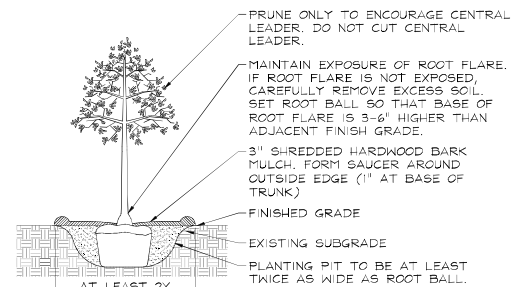 PRUNE ONLY TO ENCOURAGE CENTRAL
LEADER. DO NOT CUT CENTRAL
LEADER.
MAINTAIN EXPOSURE OF ROOT FLARE.
IF ROOT FLARE IS NOT EXPOSED,
CAREFULLY REMOVE EXCESS SOIL.
SET ROOT BALL SO THAT BASE OF
ROOT FLARE IS 3-6" HIGHER THAN
ADJACENT FINISH GRADE.
3" SHREDDED HARDWOOD BARK
MULCH. FORM SAUCER AROUND
OUTSIDE EDGE (1" AT BASE OF
TRUNK)
FINISHED GRADE
EXISTING SUBGRADE
PLANTING PIT TO BE AT LEAST
TWICE AS WIDE AS ROOT BALL.
AT LEAST 2X